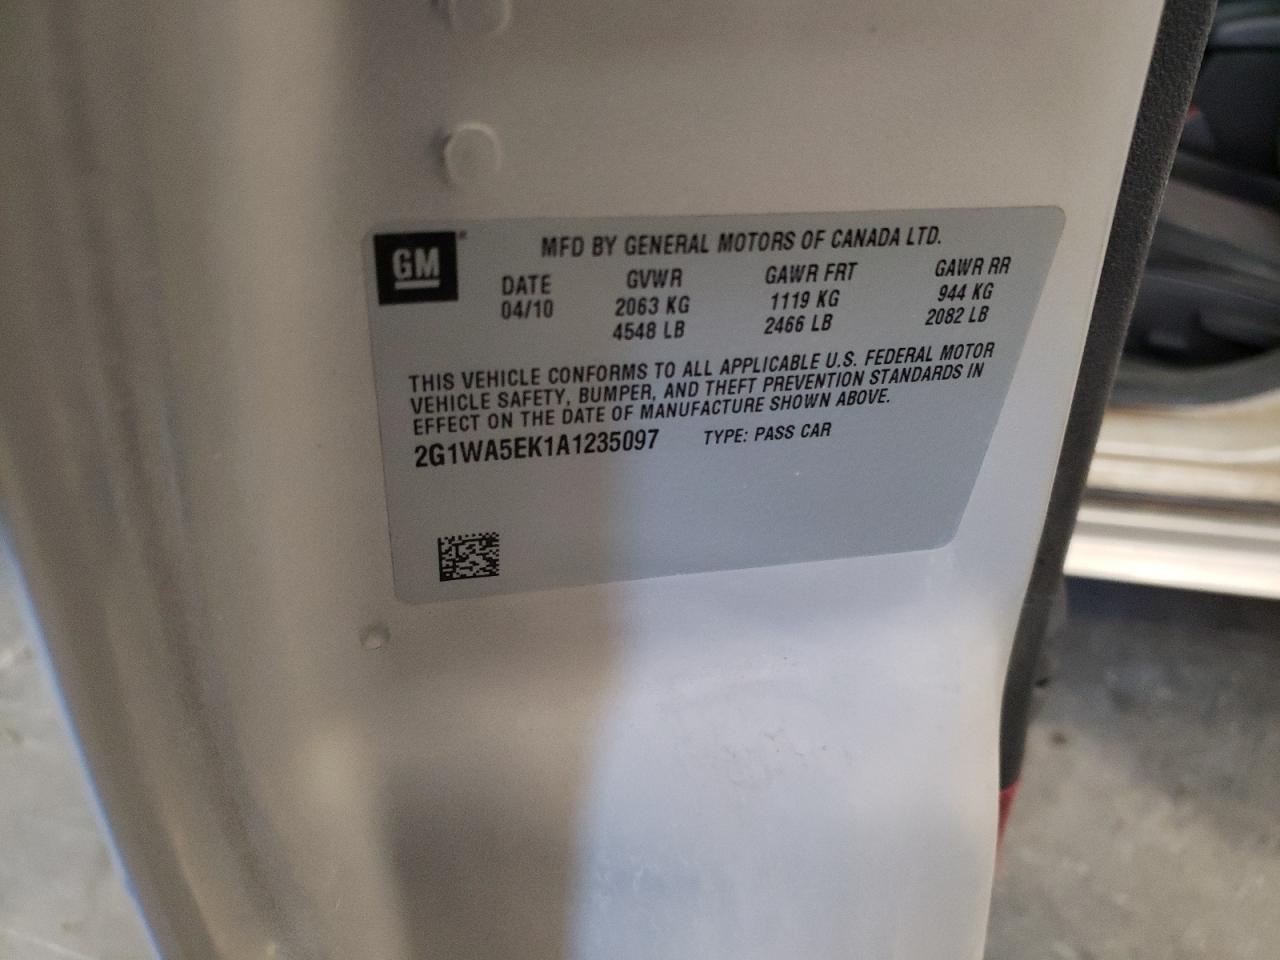 GM
MFD BY GENERAL MOTORS OF CANADA LTD.
DATE GVWR GAWR FRT GAWR RR
04/10 2063 KG 1119 KG 944 KG
4548 LB 2466 LB 2082 LB
THIS VEHICLE CONFORMS TO ALL APPLICABLE U.S. FEDERAL MOTOR
VEHICLE SAFETY, BUMPER, AND THEFT PREVENTION STANDARDS IN
EFFECT ON THE DATE OF MANUFACTURE SHOWN ABOVE.
2G1WA5EK1A1235097 TYPE: PASS CAR